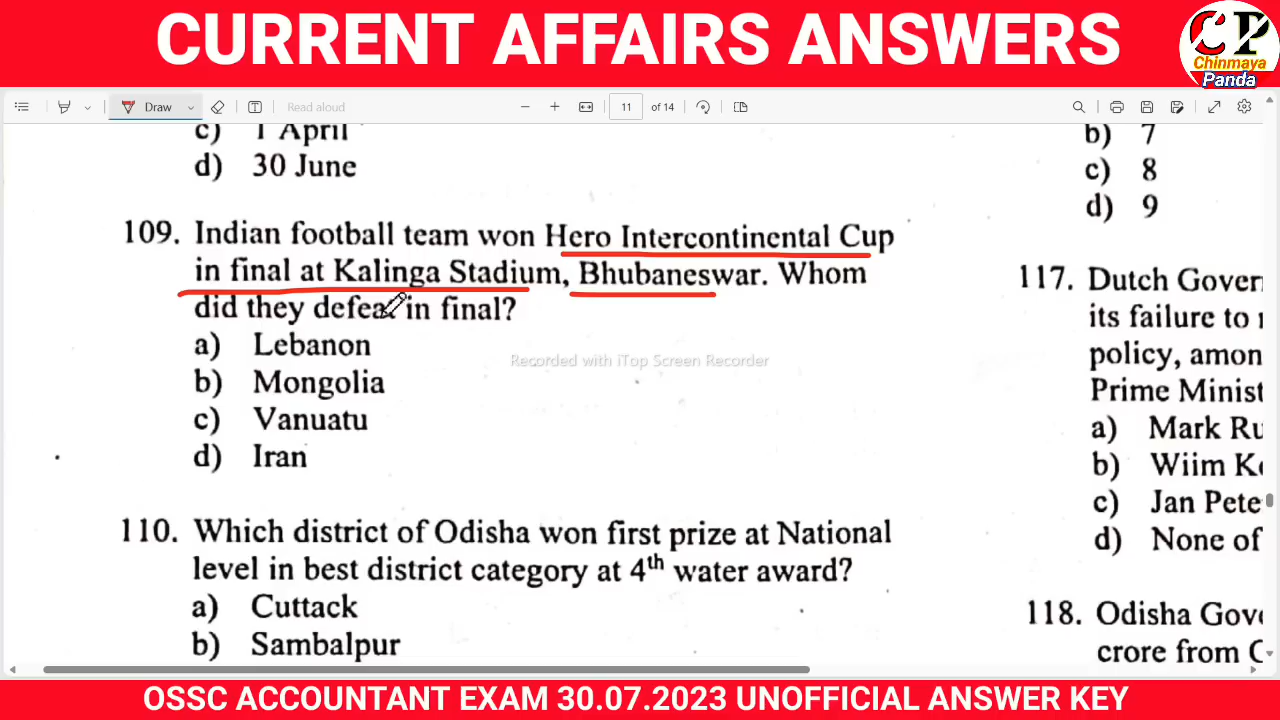 CURRENT AFFAIRS ANSWERS
CP
Chinmaya
Panda
Draw
Read aloud
11
of 14
c) 1 April
d) 30 June
109. Indian football team won Hero Intercontinental Cup
in final at Kalinga Stadium, Bhubaneswar. Whom
did they defeat in final?
a) Lebanon
b) Mongolia
c) Vanuatu
d) Iran
Recorded with iTop Screen Recorder
110. Which district of Odisha won first prize at National
level in best district category at 4th water award?
a) Cuttack
b) Sambalpur
b) 7
c) 8
d) 9
117. Dutch Gover
its failure to
policy, amon
Prime Minist
a) Mark Ru
b) Wiim K
c) Jan Pete
d) None of
118. Odisha Gov
crore from
OSSC ACCOUNTANT EXAM 30.07.2023 UNOFFICIAL ANSWER KEY